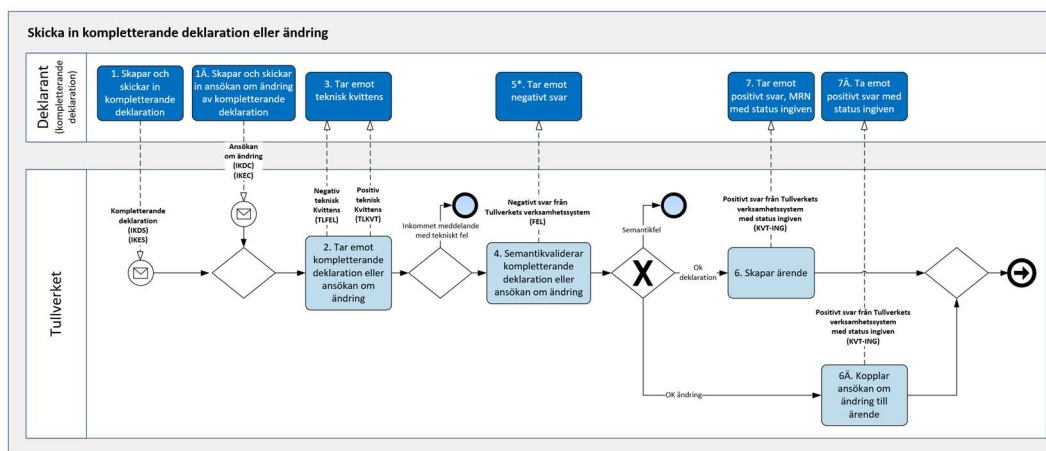 Skicka in kompletterande deklaration eller ändring
Deklarant
(kompletterande
deklaration)
1. Skapar och
skickar in
kompletterande
deklaration
1Ä. Skapar och skickar
in ansökan om ändring
av kompletterande
deklaration
3. Tar emot
teknisk kvittens
5*. Tar emot
negativt svar
7. Tar emot
positivt svar, MRN
med status ingiven
7Ä. Ta emot
positivt svar med
status ingiven
Tullverket
Kompletterande
deklaration
(IKDS)
(IKES)
Ansökan
om ändring
(IKDC)
(IKEC)
Negativ
teknisk
Kvittens
(TLFEL)
Positiv
teknisk
Kvittens
(TLKVT)
2. Tar emot
kompletterande
deklaration eller
ansökan om
ändring
Inkommet meddelande
med tekniskt fel
Negativt svar från
Tullverkets verksamhetssystem
(FEL)
4. Semantikvaliderar
kompletterande
deklaration eller
ansökan om ändring
Semantikfel
X
Ok
deklaration
OK ändring
Positivt svar från Tullverkets
verksamhetssystem
med status ingiven
(KVT-ING)
6. Skapar ärende
Positivt svar från Tullverkets
verksamhetssystem
med status ingiven
(KVT-ING)
6Ä. Kopplar
ansökan om
ändring till
ärende